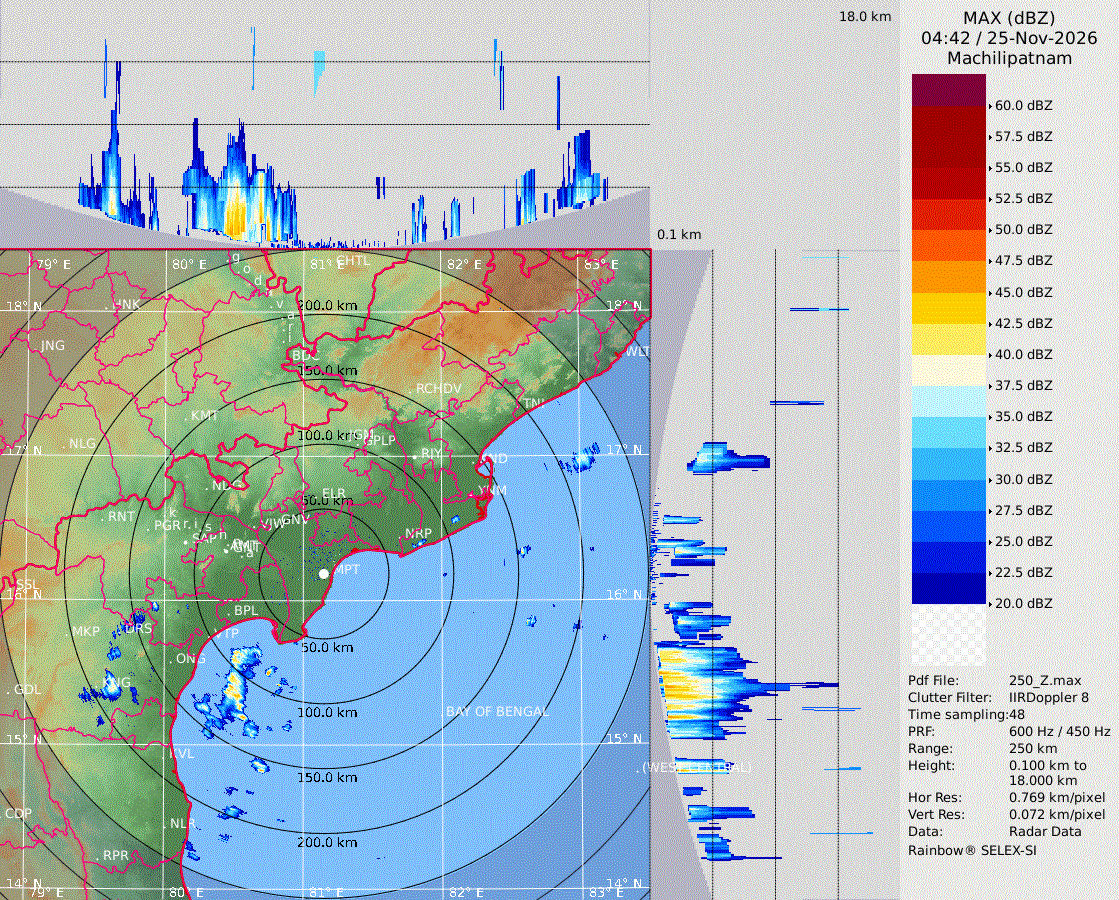 18.0 km
0.1 km
MAX (dBZ)
04:42 / 25-Nov-2026
Machilipatnam
60.0 dBZ
57.5 dBZ
55.0 dBZ
52.5 dBZ
50.0 dBZ
47.5 dBZ
45.0 dBZ
42.5 dBZ
40.0 dBZ
37.5 dBZ
35.0 dBZ
32.5 dBZ
30.0 dBZ
27.5 dBZ
25.0 dBZ
22.5 dBZ
20.0 dBZ
Pdf File: 250_Z.max
Clutter Filter: IIRDoppler 8
Time sampling:48
PRF: 600 Hz / 450 Hz
Range: 250 km
Height: 0.100 km to
18.000 km
Hor Res: 0.769 km/pixel
Vert Res: 0.072 km/pixel
Data: Radar Data
Rainbow® SELEX-SI
79° E
80° E
81° E
CHTL
82° E
83° E
18° N
HNK
200.0 km
18° N
JNG
BDC
WLT
150.0 km
RCHDV
KMT
TNI
NLG
100.0 km
GPLP
17° N
RJY
17° N
NDG
ELR
YNM
50.0 km
RNT
PGR
VJW
GNV
NRP
MPT
SSL
16° N
16° N
BPL
MKP
ONG
50.0 km
GDL
100.0 km
BAY OF BENGAL
15° N
15° N
KVL
(WEST CENTRAL)
150.0 km
CDP
NLR
200.0 km
RPR
14° N
14° N
79° E
80° E
81° E
82° E
83° E